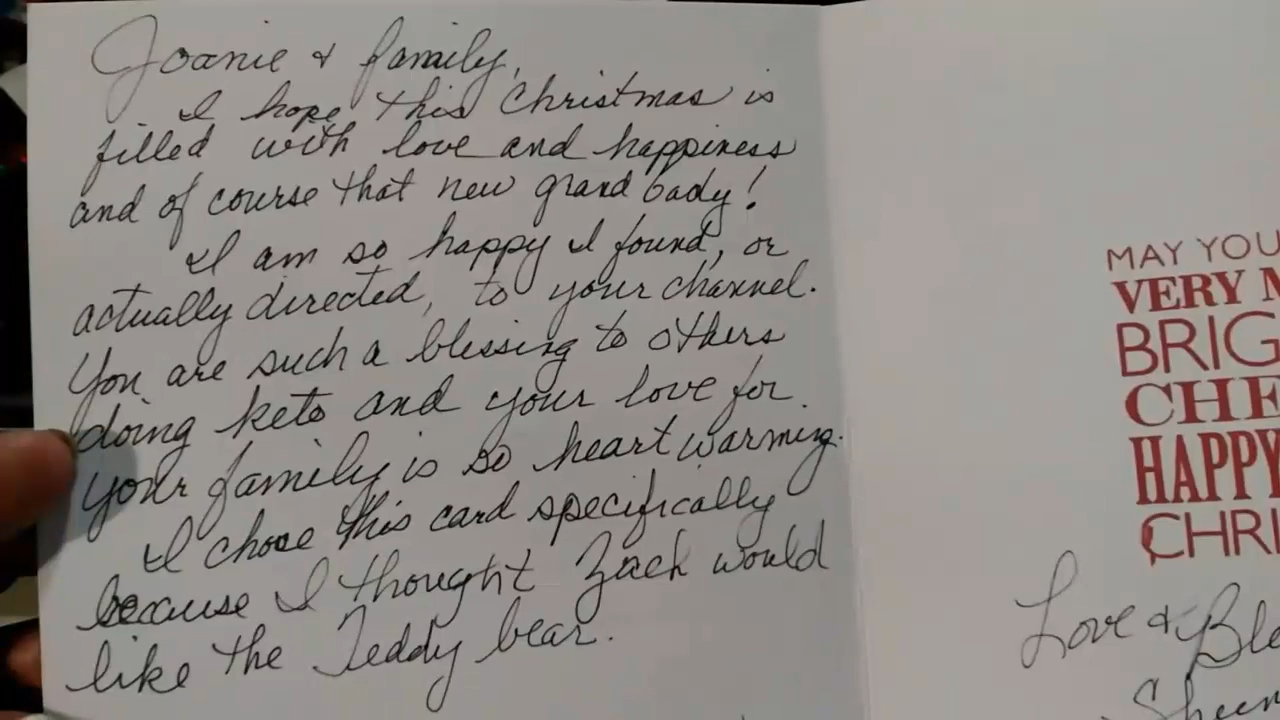 Joanie & family,
I hope this Christmas is
filled with love and happiness
and of course that new grand bady!
I am so happy I found, or
actually directed, to your channel.
You are such a blessing to others
doing keto and your love for
your family is so heart warming.
I chose this card specifically
because I thought Zach would
like the Teddy bear.
MAY YOU
VERY M
BRIG
CHE
HAPPY
CHRI
Love & Ble
Sheen